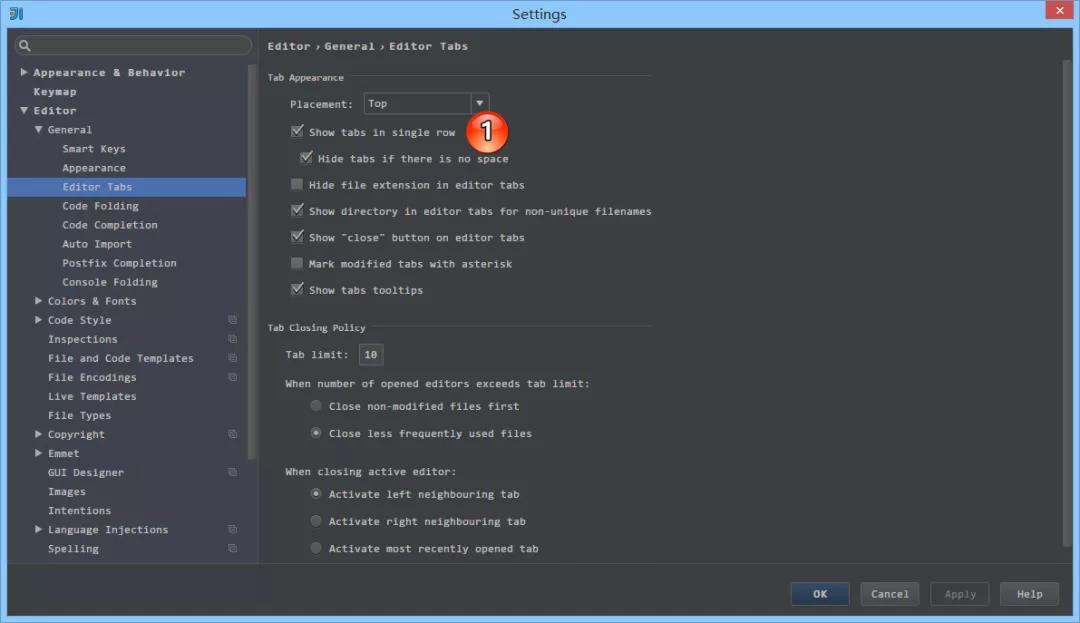 Settings
Editor › General › Editor Tabs
Appearance & Behavior
Keymap
Editor
General
Smart Keys
Appearance
Editor Tabs
Code Folding
Code Completion
Auto Import
Postfix Completion
Console Folding
Colors & Fonts
Code Style
Inspections
File and Code Templates
File Encodings
Live Templates
File Types
Copyright
Emmet
GUI Designer
Images
Intentions
Language Injections
Spelling
Tab Appearance
Placement: Top
Show tabs in single row 1
Hide tabs if there is no space
Hide file extension in editor tabs
Show directory in editor tabs for non-unique filenames
Show "close" button on editor tabs
Mark modified tabs with asterisk
Show tabs tooltips
Tab Closing Policy
Tab limit: 10
When number of opened editors exceeds tab limit:
Close non-modified files first
Close less frequently used files
When closing active editor:
Activate left neighbouring tab
Activate right neighbouring tab
Activate most recently opened tab
OK Cancel Apply Help